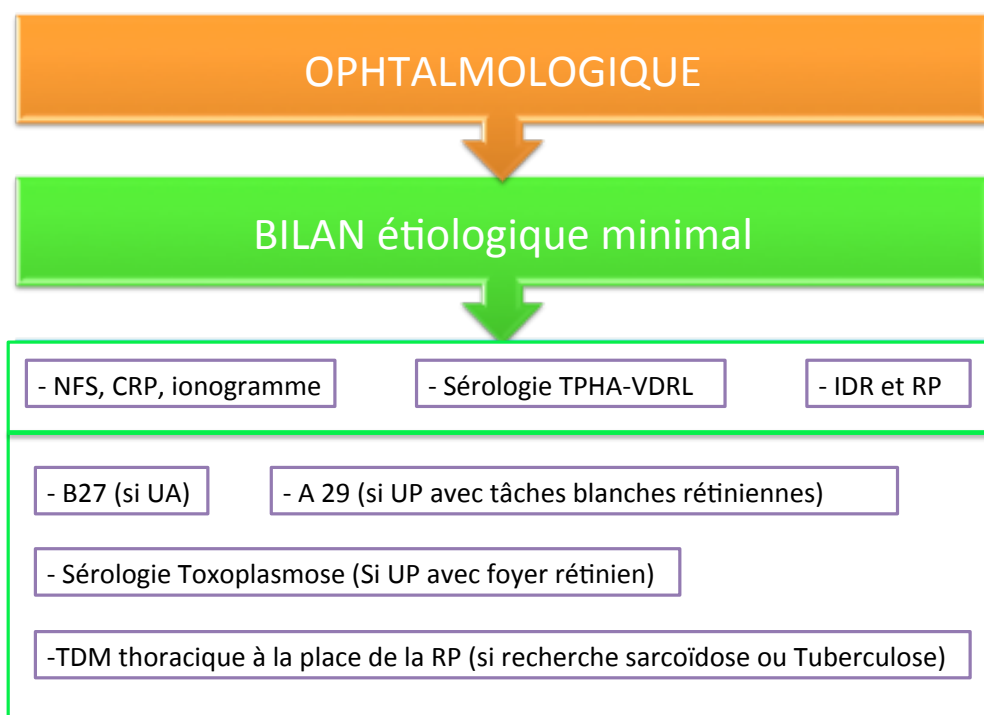 OPHTALMOLOGIQUE
BILAN étiologique minimal
- NFS, CRP, ionogramme
- Sérologie TPHA-VDRL
- IDR et RP
- B27 (si UA)
- A 29 (si UP avec tâches blanches rétiniennes)
- Sérologie Toxoplasmose (Si UP avec foyer rétinien)
-TDM thoracique à la place de la RP (si recherche sarcoïdose ou Tuberculose)